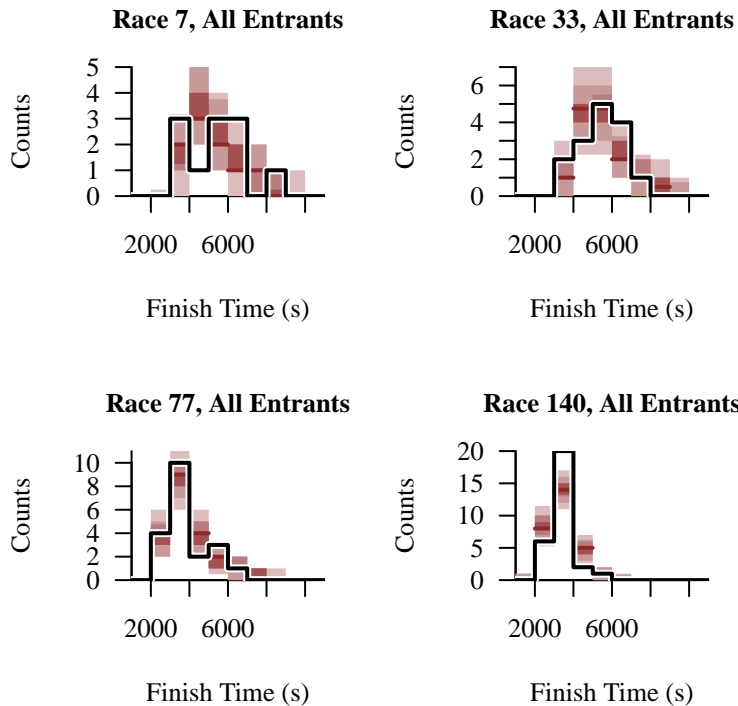 Race 7, All Entrants
Counts
5
4
3
2
1
0
2000 6000
Finish Time (s)
Race 33, All Entrants
Counts
6
4
2
0
2000 6000
Finish Time (s)
Race 77, All Entrants
Counts
10
8
6
4
2
0
2000 6000
Finish Time (s)
Race 140, All Entrants
Counts
20
15
10
5
0
2000 6000
Finish Time (s)